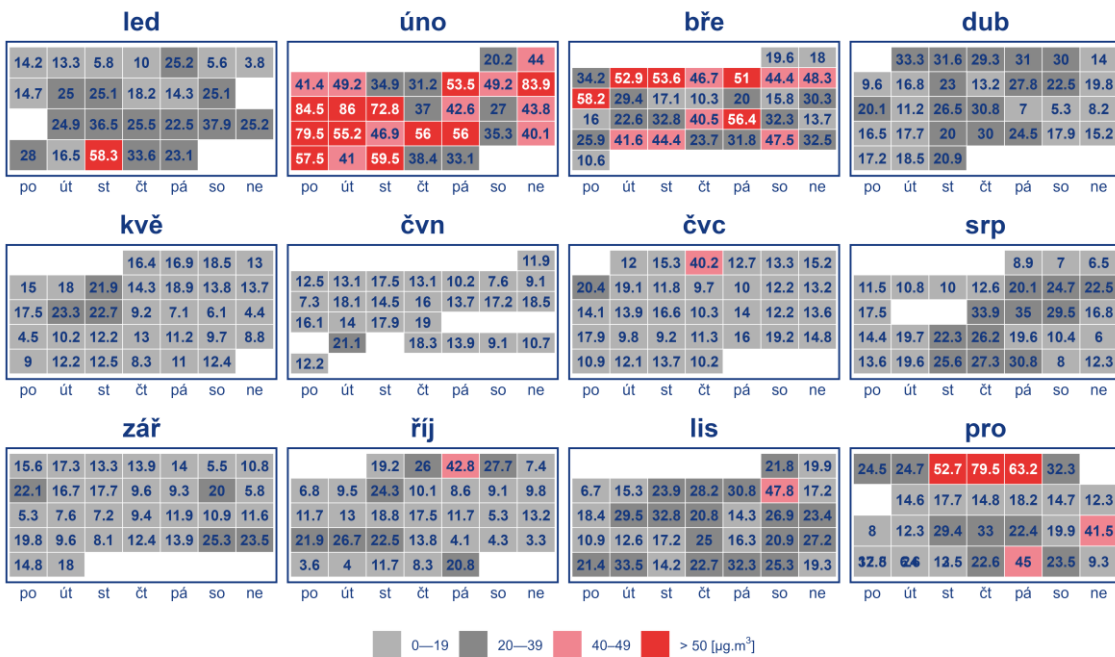 led úno bře dub
14.2 13.3 5.8 10 25.2 5.6 3.8 20.2 44 19.6 18 33.3 31.6 29.3 31 30 14
14.7 25 25.1 18.2 14.3 25.1 41.4 49.2 34.9 31.2 53.5 49.2 83.9 34.2 52.9 53.6 46.7 51 44.4 48.3 9.6 16.8 23 13.2 27.8 22.5 19.8
24.9 36.5 25.5 22.5 37.9 25.2 84.5 86 72.8 37 42.6 27 43.8 58.2 29.4 17.1 10.3 20 15.8 30.3 20.1 11.2 26.5 30.8 7 5.3 8.2
28 16.5 58.3 33.6 23.1 79.5 55.2 46.9 56 56 35.3 40.1 16 22.6 32.8 40.5 56.4 32.3 13.7 16.5 17.7 20 30 24.5 17.9 15.2
57.5 41 59.5 38.4 33.1 25.9 41.6 44.4 23.7 31.8 47.5 32.5 17.2 18.5 20.9
10.6
po út st čt pá so ne po út st čt pá so ne po út st čt pá so ne po út st čt pá so ne
kvě čvn čvc srp
16.4 16.9 18.5 13 11.9 12 15.3 40.2 12.7 13.3 15.2 8.9 7 6.5
15 18 21.9 14.3 18.9 13.8 13.7 12.5 13.1 17.5 13.1 10.2 7.6 9.1 20.4 19.1 11.8 9.7 10 12.2 13.2 11.5 10.8 10 12.6 20.1 24.7 22.5
17.5 23.3 22.7 9.2 7.1 6.1 4.4 7.3 18.1 14.5 16 13.7 17.2 18.5 14.1 13.9 16.6 10.3 14 12.2 13.6 17.5 33.9 35 29.5 16.8
4.5 10.2 12.2 13 11.2 9.7 8.8 16.1 14 17.9 19 17.9 9.8 9.2 11.3 16 19.2 14.8 14.4 19.7 22.3 26.2 19.6 10.4 6
9 12.2 12.5 8.3 11 12.4 21.1 18.3 13.9 9.1 10.7 10.9 12.1 13.7 10.2 13.6 19.6 25.6 27.3 30.8 8 12.3
12.2
po út st čt pá so ne po út st čt pá so ne po út st čt pá so ne po út st čt pá so ne
zář říj lis pro
15.6 17.3 13.3 13.9 14 5.5 10.8 19.2 26 42.8 27.7 7.4 21.8 19.9 24.5 24.7 52.7 79.5 63.2 32.3
22.1 16.7 17.7 9.6 9.3 20 5.8 6.8 9.5 24.3 10.1 8.6 9.1 9.8 6.7 15.3 23.9 28.2 30.8 47.8 17.2 14.6 17.7 14.8 18.2 14.7 12.3
5.3 7.6 7.2 9.4 11.9 10.9 11.6 11.7 13 18.8 17.5 11.7 5.3 13.2 18.4 29.5 32.8 20.8 14.3 26.9 23.4 8 12.3 29.4 33 22.4 19.9 41.5
19.8 9.6 8.1 12.4 13.9 25.3 23.5 21.9 26.7 22.5 13.8 4.1 4.3 3.3 10.9 12.6 17.2 25 16.3 20.9 27.2 22.6 45 23.5 9.3
14.8 18 3.6 4 11.7 8.3 20.8 21.4 33.5 14.2 22.7 32.3 25.3 19.3
po út st čt pá so ne po út st čt pá so ne po út st čt pá so ne po út st čt pá so ne
0—19 20—39 40–49 > 50 [µg.m³]